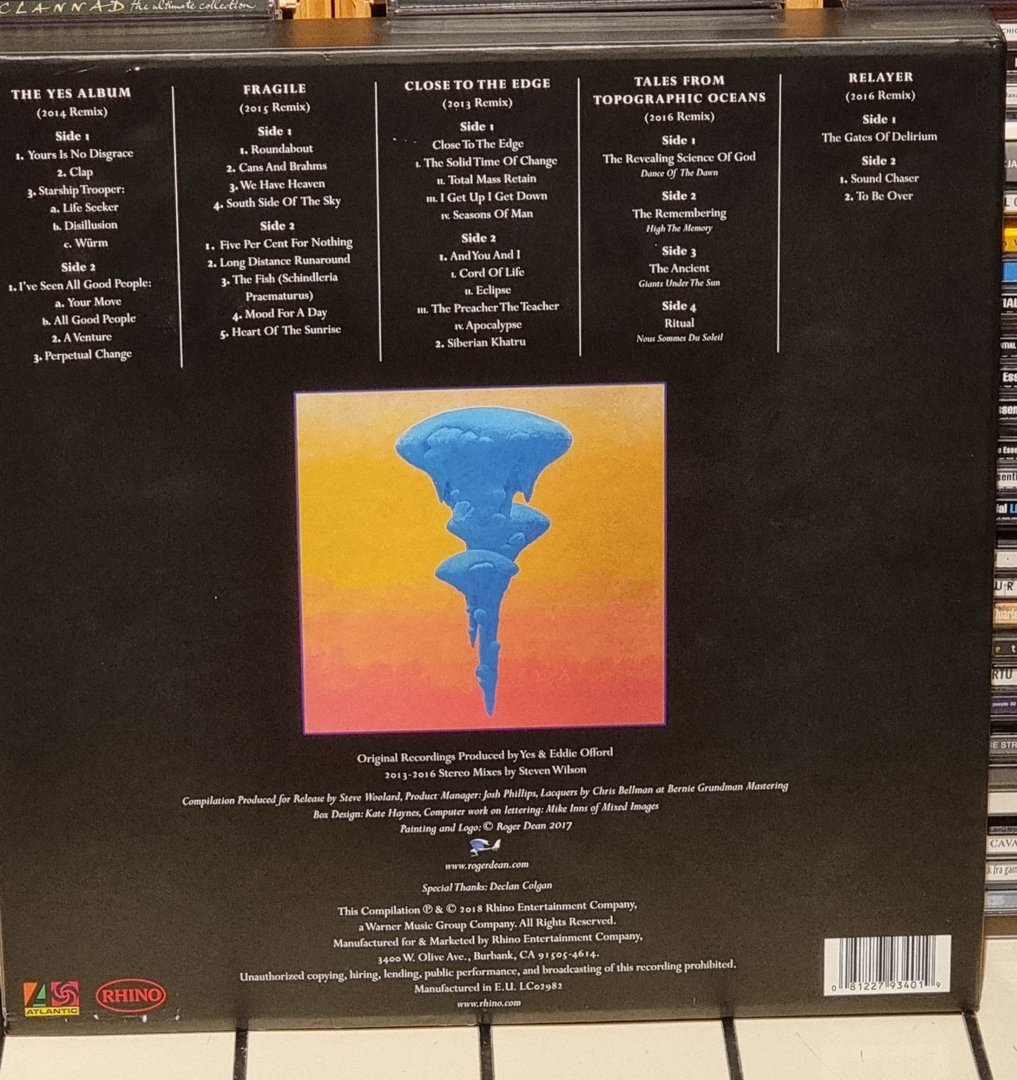 CLANNAD the ultimate collection
THE YES ALBUM
(2014 Remix)
Side 1
1. Yours Is No Disgrace
2. Clap
3. Starship Trooper:
a. Life Seeker
b. Disillusion
c. Würm
Side 2
1. I've Seen All Good People:
a. Your Move
b. All Good People
2. A Venture
3. Perpetual Change
FRAGILE
(2015 Remix)
Side 1
1. Roundabout
2. Cans And Brahms
3. We Have Heaven
4. South Side Of The Sky
Side 2
1. Five Per Cent For Nothing
2. Long Distance Runaround
3. The Fish (Schindleria
Praematurus)
4. Mood For A Day
5. Heart Of The Sunrise
CLOSE TO THE EDGE
(2013 Remix)
Side 1
Close To The Edge
I. The Solid Time Of Change
II. Total Mass Retain
III. I Get Up I Get Down
IV. Seasons Of Man
Side 2
1. And You And I
I. Cord Of Life
II. Eclipse
III. The Preacher The Teacher
IV. Apocalypse
2. Siberian Khatru
TALES FROM
TOPOGRAPHIC OCEANS
(2016 Remix)
Side 1
The Revealing Science Of God
Dance Of The Dawn
Side 2
The Remembering
High The Memory
Side 3
The Ancient
Giants Under The Sun
Side 4
Ritual
Nous Sommes Du Soleil
RELAYER
(2016 Remix)
Side 1
The Gates Of Delirium
Side 2
1. Sound Chaser
2. To Be Over
Original Recordings Produced by Yes & Eddie Offord
2013-2016 Stereo Mixes by Steven Wilson
Compilation Produced for Release by Steve Woolard, Product Manager: Josh Phillips, Lacquers by Chris Bellman at Bernie Grundman Mastering
Box Design: Kate Haynes, Computer work on lettering: Mike Inns of Mixed Images
Painting and Logo: © Roger Dean 2017
www.rogerdean.com
Special Thanks: Declan Colgan
This Compilation ℗ & © 2018 Rhino Entertainment Company,
a Warner Music Group Company. All Rights Reserved.
Manufactured for & Marketed by Rhino Entertainment Company,
3400 W. Olive Ave., Burbank, CA 91505-4614.
Unauthorized copying, hiring, lending, public performance, and broadcasting of this recording prohibited.
Manufactured in E.U. LC02982
www.rhino.com
ATLANTIC
RHINO
0 81227 93401 9